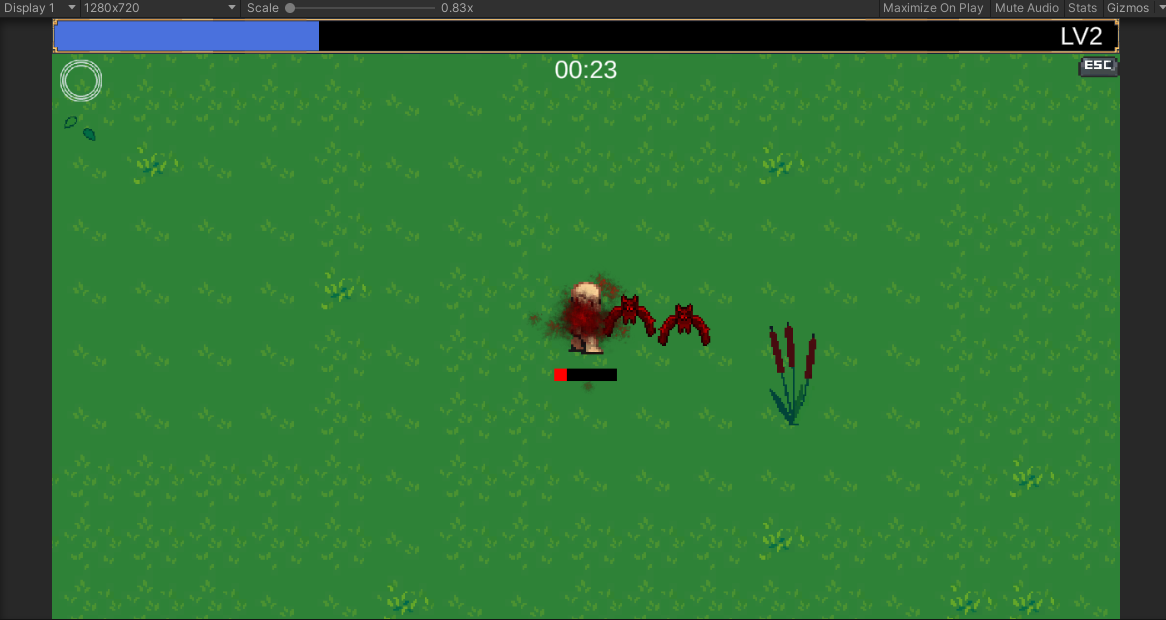 Display 1 1280x720 Scale 0.83x Maximize On Play Mute Audio Stats Gizmos
LV2
00:23
ESC